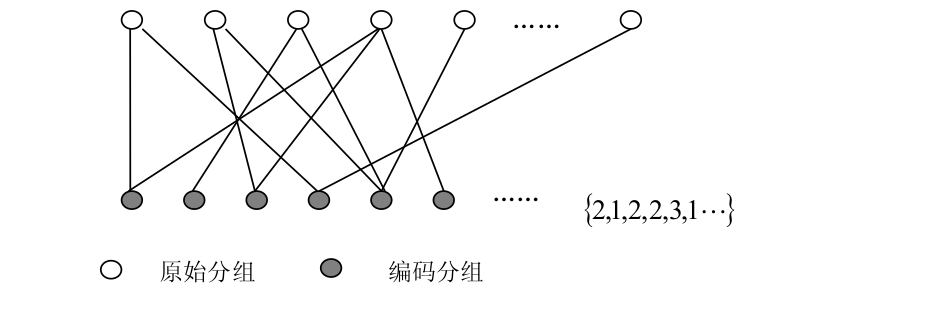 ……
…… {2,1,2,2,3,1⋯}
原始分组 编码分组